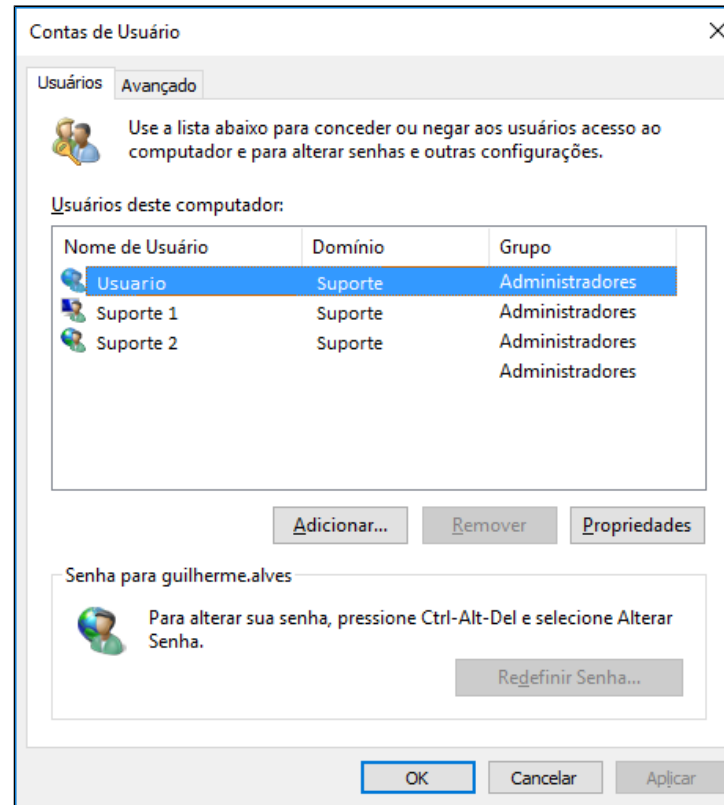 Contas de Usuário
Usuários Avançado
Use a lista abaixo para conceder ou negar aos usuários acesso ao
computador e para alterar senhas e outras configurações.
Usuários deste computador:
Nome de Usuário Domínio Grupo
Usuario Suporte Administradores
Suporte 1 Suporte Administradores
Suporte 2 Suporte Administradores
Administradores
Adicionar... Remover Propriedades
Senha para guilherme.alves
Para alterar sua senha, pressione Ctrl-Alt-Del e selecione Alterar
Senha.
Redefinir Senha...
OK Cancelar Aplicar